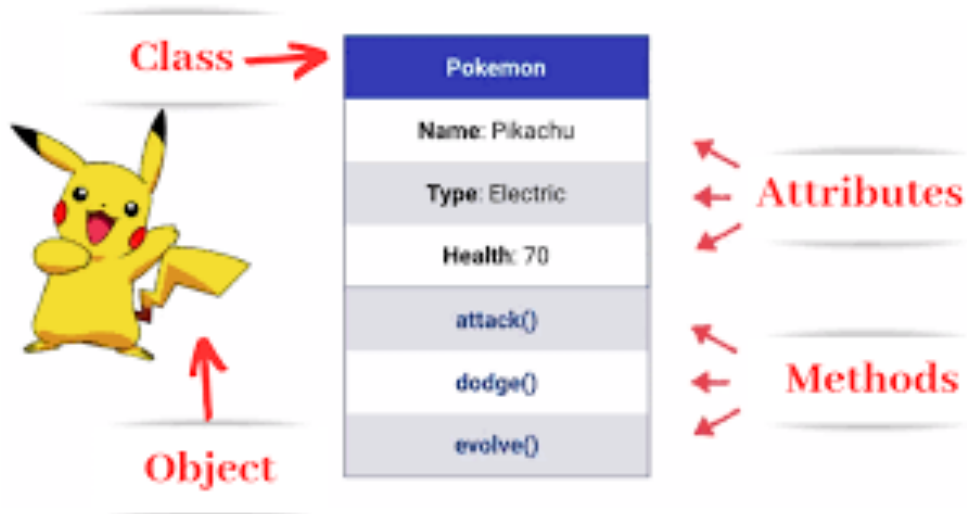 Class
Pokemon
Name: Pikachu
Type: Electric
Health: 70
Attributes
attack()
dodge()
evolve()
Methods
Object